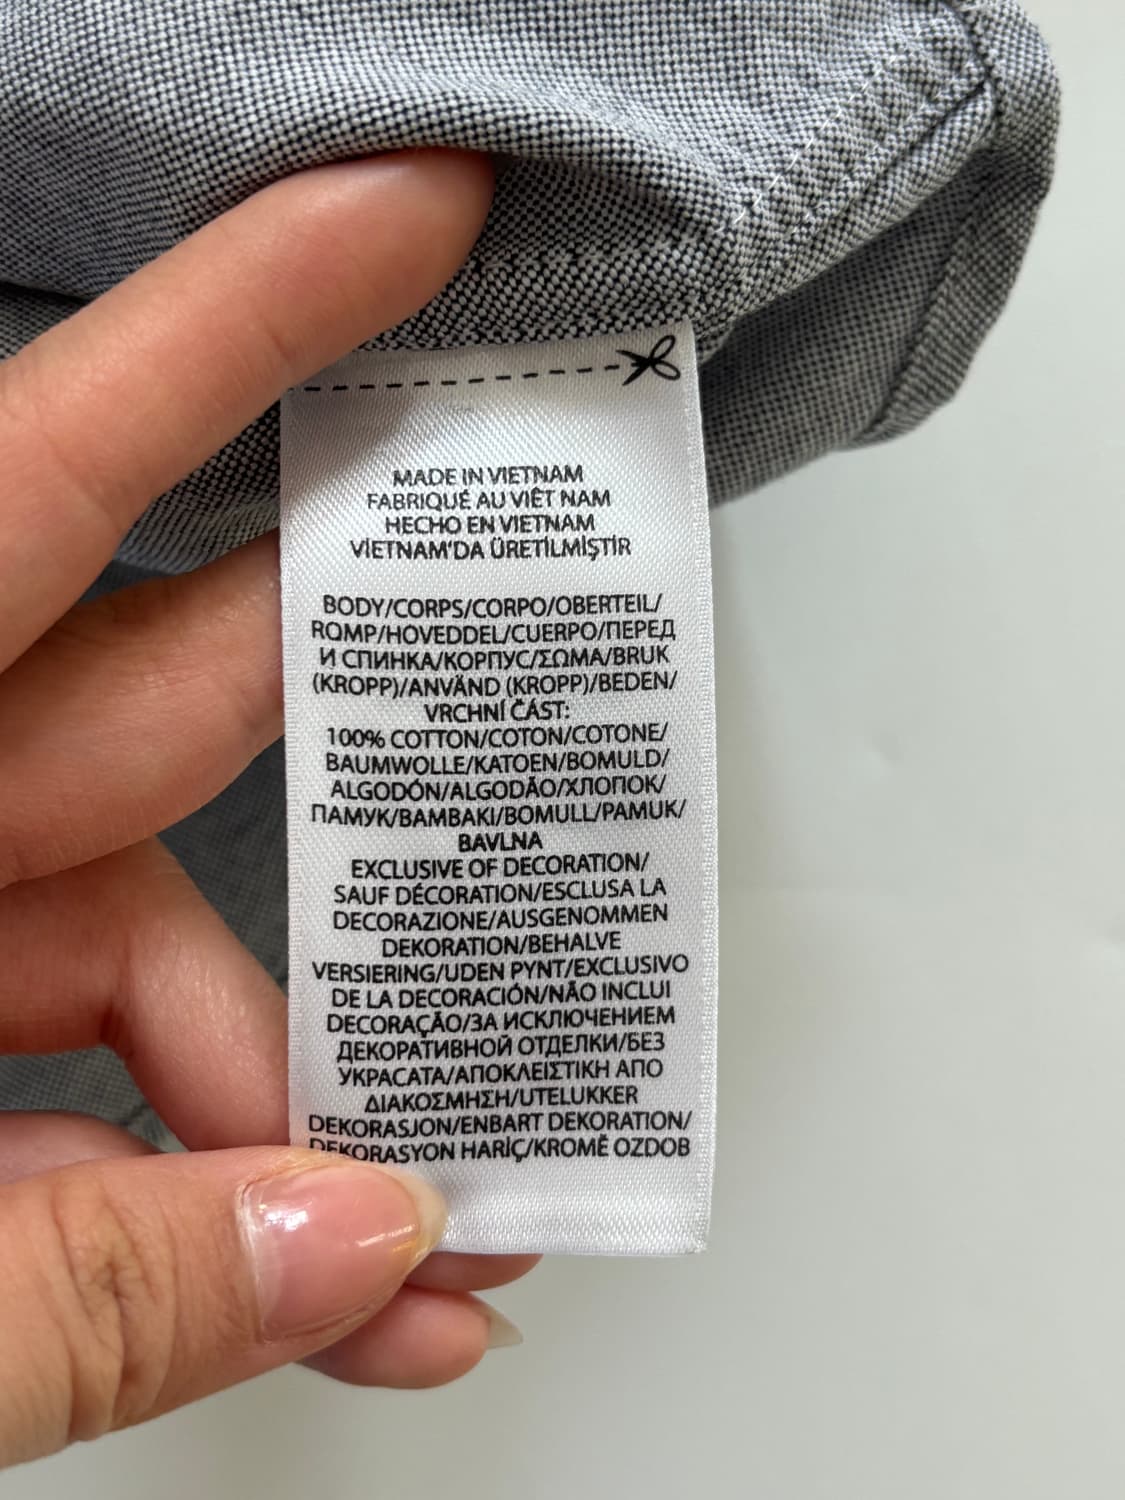 MADE IN VIETNAM
FABRIQUÉ AU VIÊT NAM
HECHO EN VIETNAM
VİETNAM'DA ÜRETİLMİŞTİR
BODY/CORPS/CORPO/OBERTEIL/
ROMP/HOVEDDEL/CUERPO/ПЕРЕД
И СПИНКА/КОРПУС/ΣΩΜΑ/BRUK
(KROPP)/ANVÄND (KROPP)/BEDEN/
VRCHNÍ ČÁST:
100% COTTON/COTON/COTONE/
BAUMWOLLE/KATOEN/BOMULD/
ALGODÓN/ALGODÃO/ХЛОПОК/
ПАМУК/ΒΑΜΒΑΚΙ/BOMULL/PAMUK/
BAVLNA
EXCLUSIVE OF DECORATION/
SAUF DÉCORATION/ESCLUSA LA
DECORAZIONE/AUSGENOMMEN
DEKORATION/BEHALVE
VERSIERING/UDEN PYNT/EXCLUSIVO
DE LA DECORACIÓN/NÃO INCLUI
DECORAÇÃO/ЗА ИСКЛЮЧЕНИЕМ
ДЕКОРАТИВНОЙ ОТДЕЛКИ/БЕЗ
УКРАСАТА/ΑΠΟΚΛΕΙΣΤΙΚΗ ΑΠΟ
ΔΙΑΚΟΣΜΗΣΗ/UTELUKKER
DEKORASJON/ENBART DEKORATION/
DEKORASYON HARİÇ/KROMĚ OZDOB